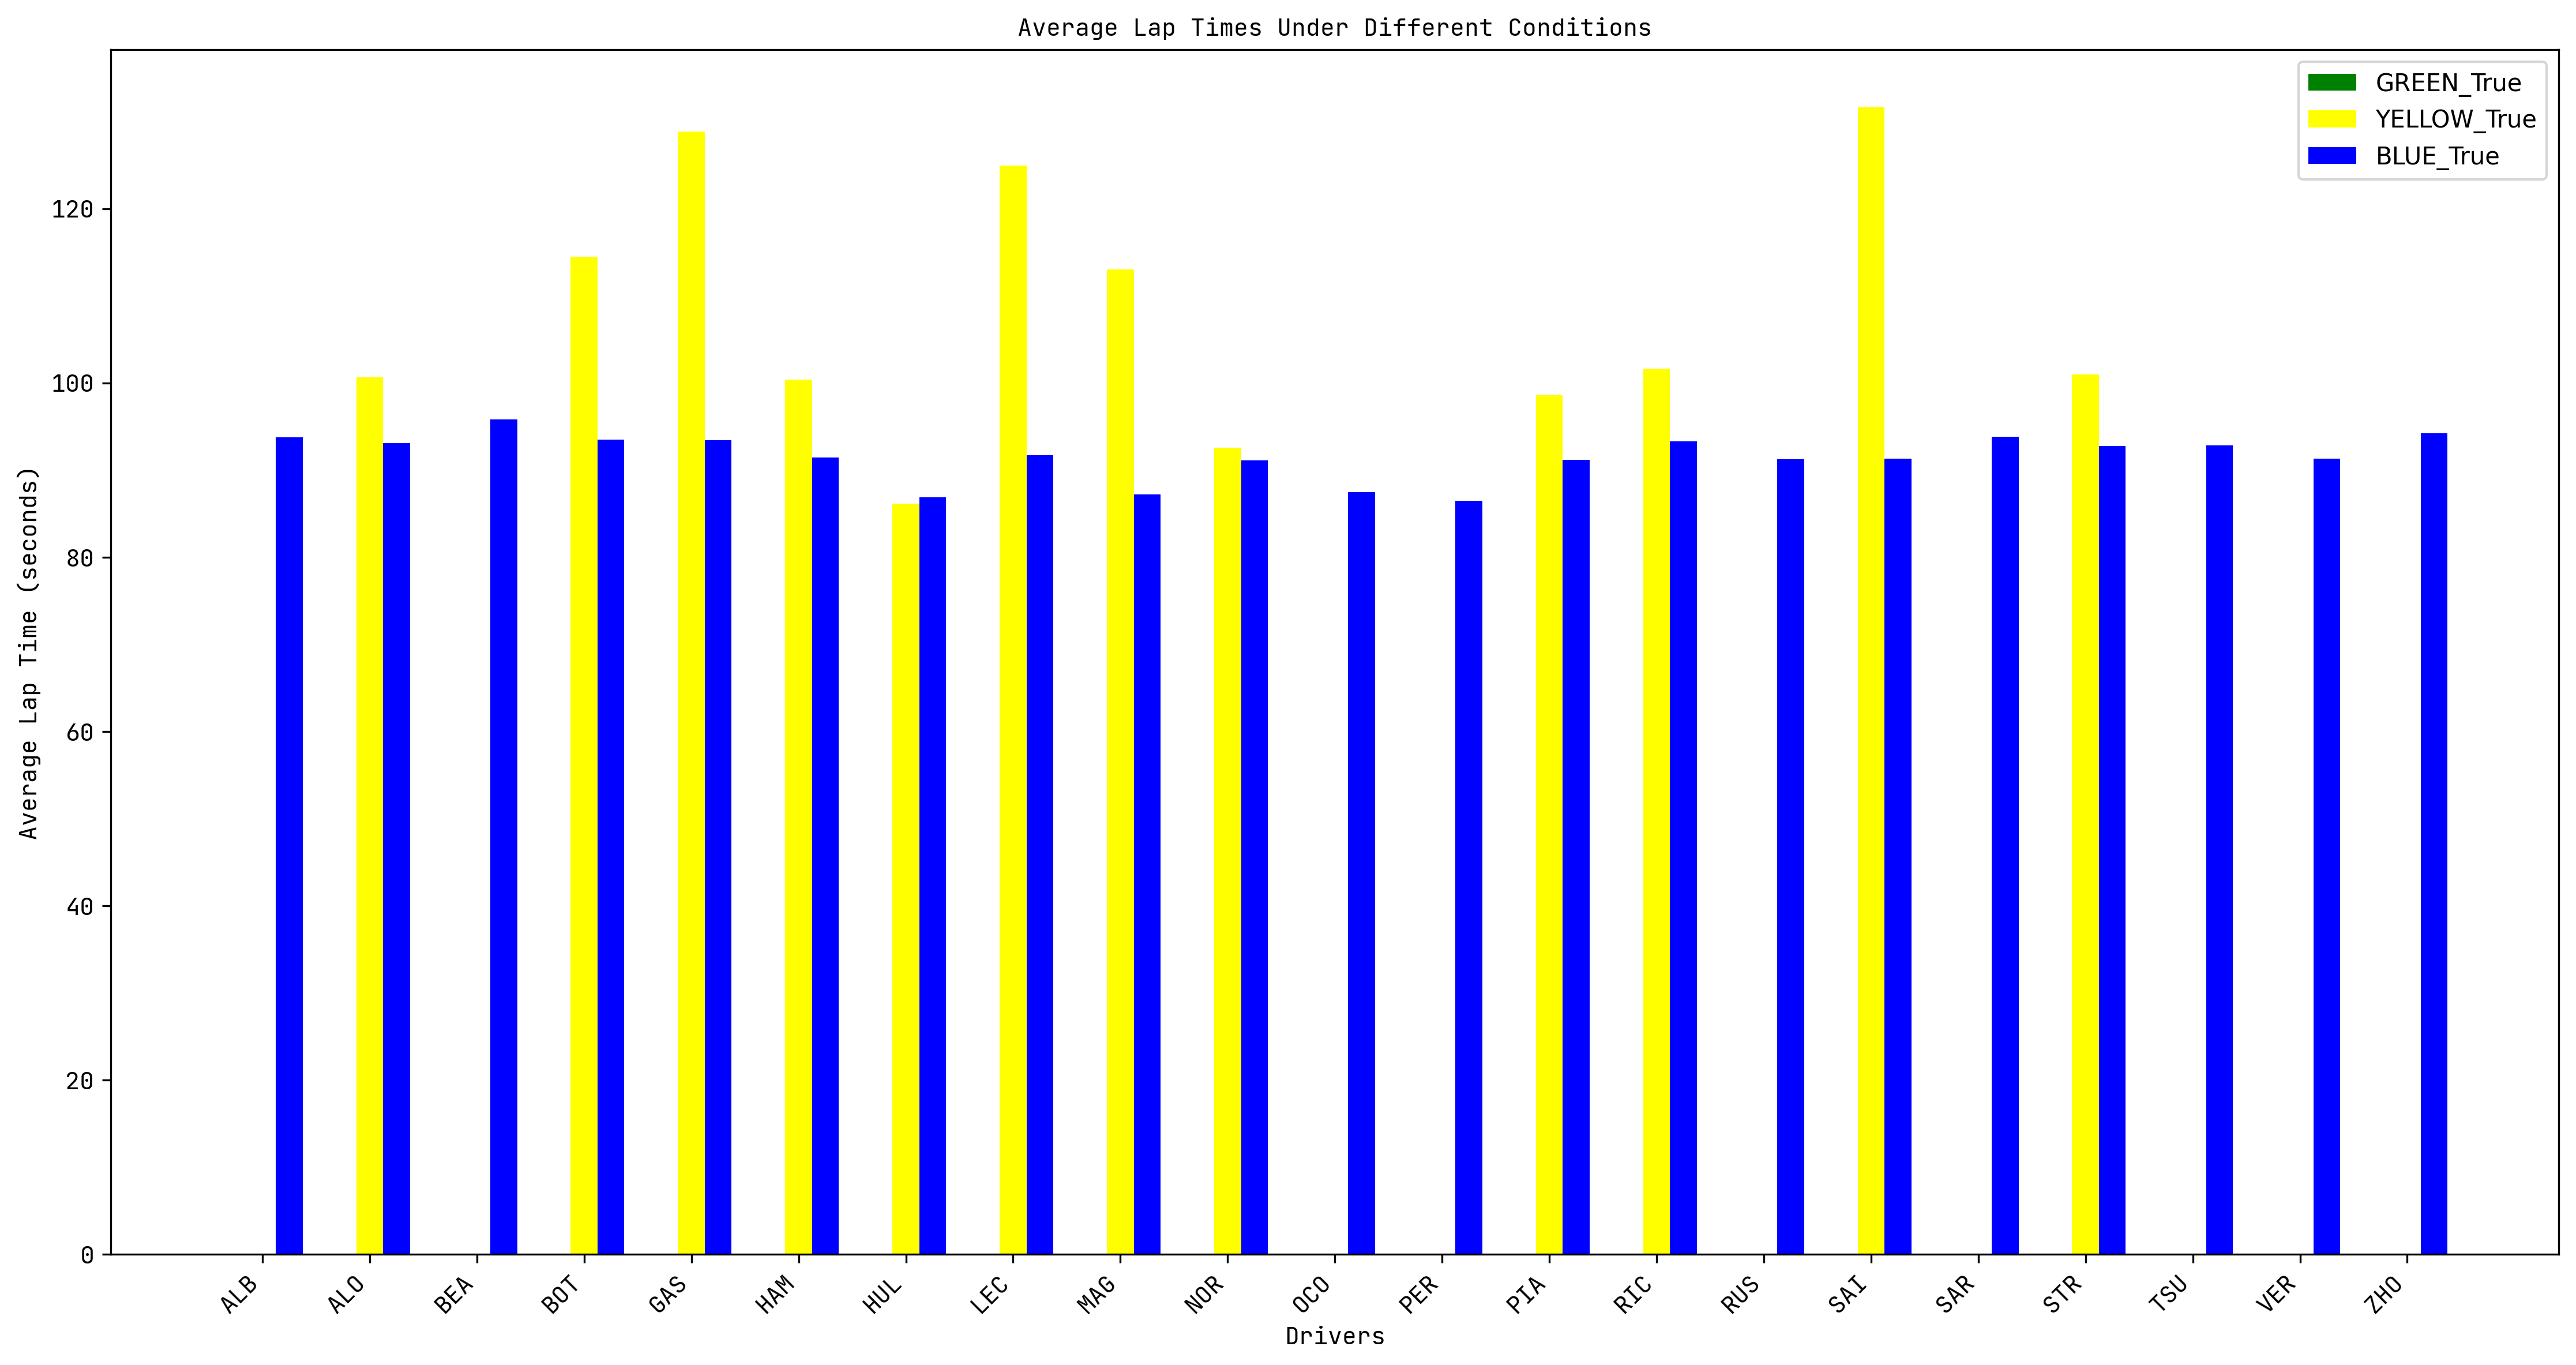 Average Lap Times Under Different Conditions
GREEN_True
YELLOW_True
BLUE_True
Average Lap Time (seconds)
120
100
80
60
40
20
0
ALB ALO BEA BOT GAS HAM HUL LEC MAG NOR OCO PER PIA RIC RUS SAI SAR STR TSU VER ZHO
Drivers